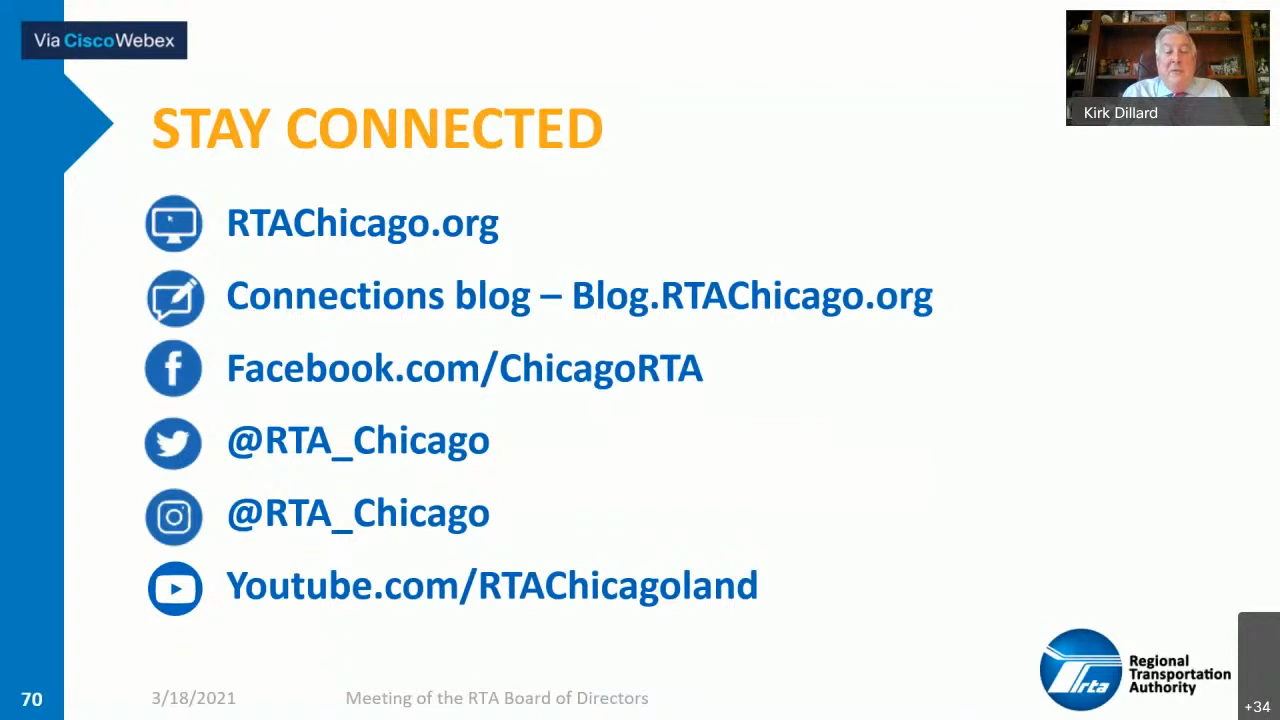 Via CiscoWebex
Kirk Dillard
STAY CONNECTED
RTAChicago.org
Connections blog – Blog.RTAChicago.org
Facebook.com/ChicagoRTA
@RTA_Chicago
@RTA_Chicago
Youtube.com/RTAChicagoland
rta
Regional
Transportation
Authority
70
3/18/2021
Meeting of the RTA Board of Directors
+34